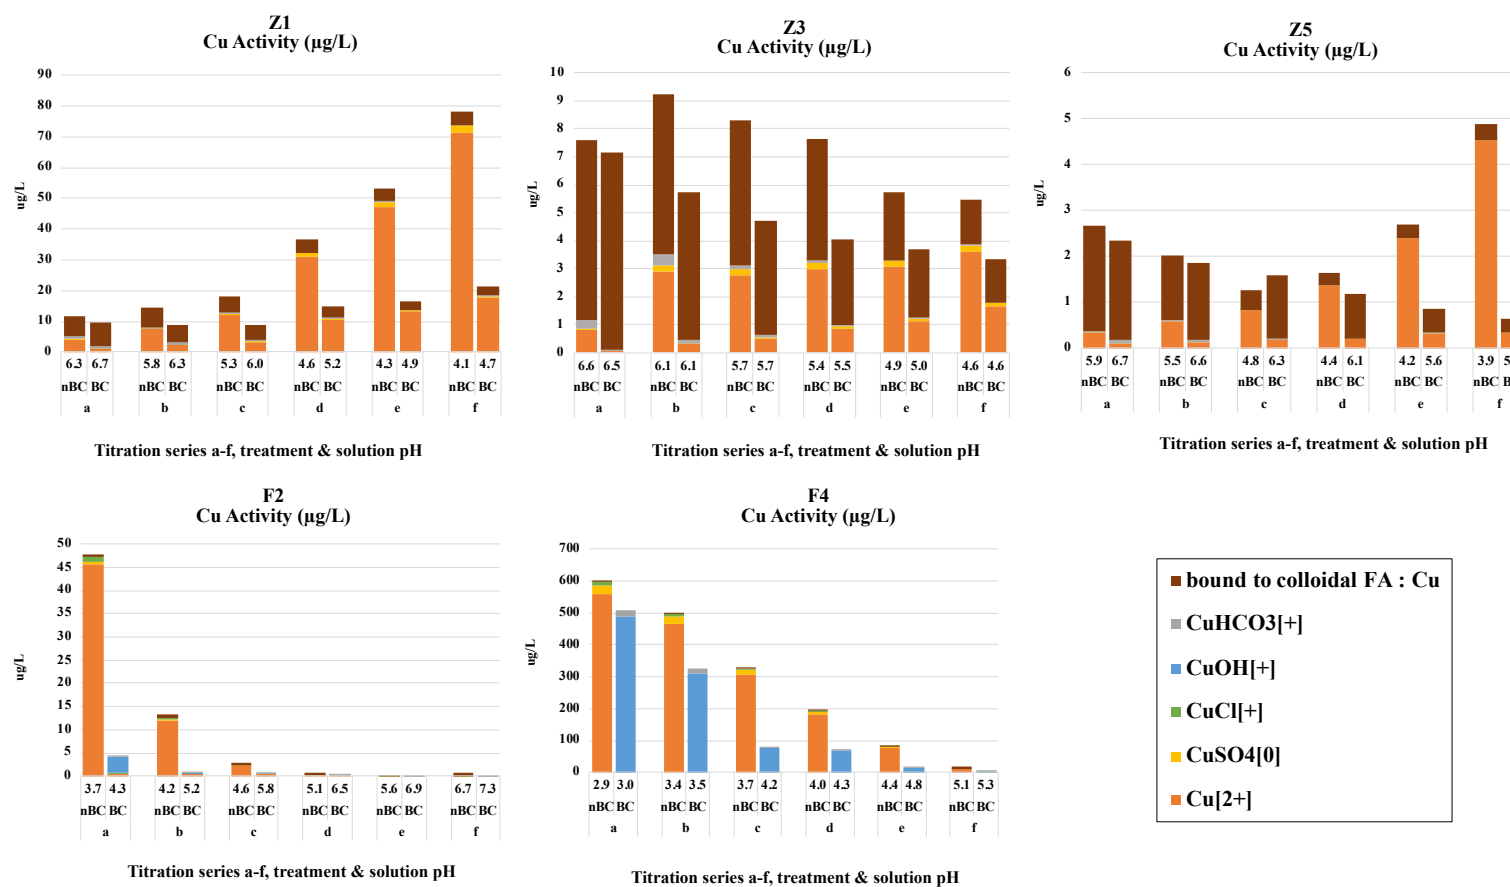 Z1
Cu Activity (µg/L)
90
80
70
60
50
40
30
20
10
0
ug/L
6.3 6.7 5.8 6.3 5.3 6.0 4.6 5.2 4.3 4.9 4.1 4.7
nBC BC nBC BC nBC BC nBC BC nBC BC nBC BC
a b c d e f
Titration series a-f, treatment & solution pH
Z3
Cu Activity (µg/L)
10
9
8
7
6
5
4
3
2
1
0
ug/L
6.6 6.5 6.1 6.1 5.7 5.7 5.4 5.5 4.9 5.0 4.6 4.6
nBC BC nBC BC nBC BC nBC BC nBC BC nBC BC
a b c d e f
Titration series a-f, treatment & solution pH
Z5
Cu Activity (µg/L)
6
5
4
3
2
1
0
ug/L
5.9 6.7 5.5 6.6 4.8 6.3 4.4 6.1 4.2 5.6 3.9
nBC BC nBC BC nBC BC nBC BC nBC BC nBC
a b c d e f
Titration series a-f, treatment & solution pH
F2
Cu Activity (µg/L)
50
45
40
35
30
25
20
15
10
5
0
ug/L
3.7 4.3 4.2 5.2 4.6 5.8 5.1 6.5 5.6 6.9 6.7 7.3
nBC BC nBC BC nBC BC nBC BC nBC BC nBC BC
a b c d e f
Titration series a-f, treatment & solution pH
F4
Cu Activity (µg/L)
700
600
500
400
300
200
100
0
ug/L
2.9 3.0 3.4 3.5 3.7 4.2 4.0 4.3 4.4 4.8 5.1 5.3
nBC BC nBC BC nBC BC nBC BC nBC BC nBC BC
a b c d e f
Titration series a-f, treatment & solution pH
bound to colloidal FA : Cu
CuHCO3[+]
CuOH[+]
CuCl[+]
CuSO4[0]
Cu[2+]